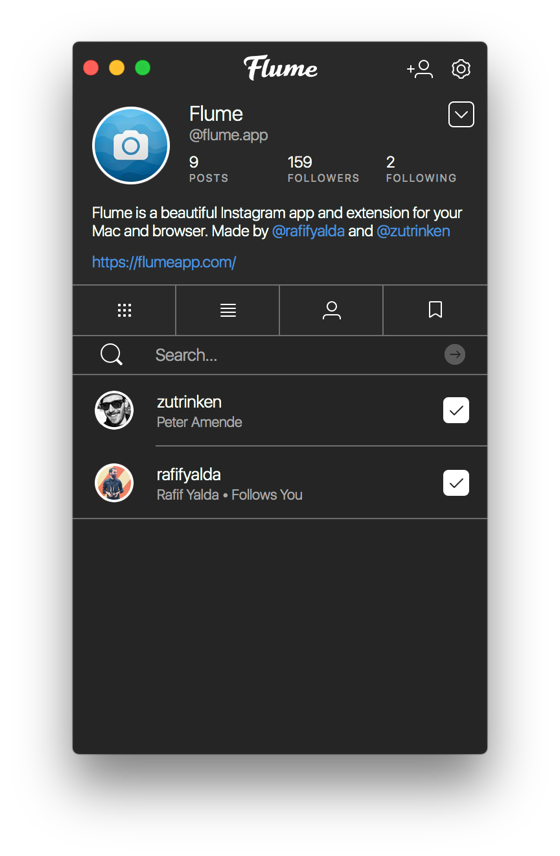 Flume
Flume
@flume.app
9 159 2
POSTS FOLLOWERS FOLLOWING
Flume is a beautiful Instagram app and extension for your
Mac and browser. Made by @rafifyalda and @zutrinken
https://flumeapp.com/
Search...
zutrinken
Peter Amende
rafifyalda
Rafif Yalda • Follows You